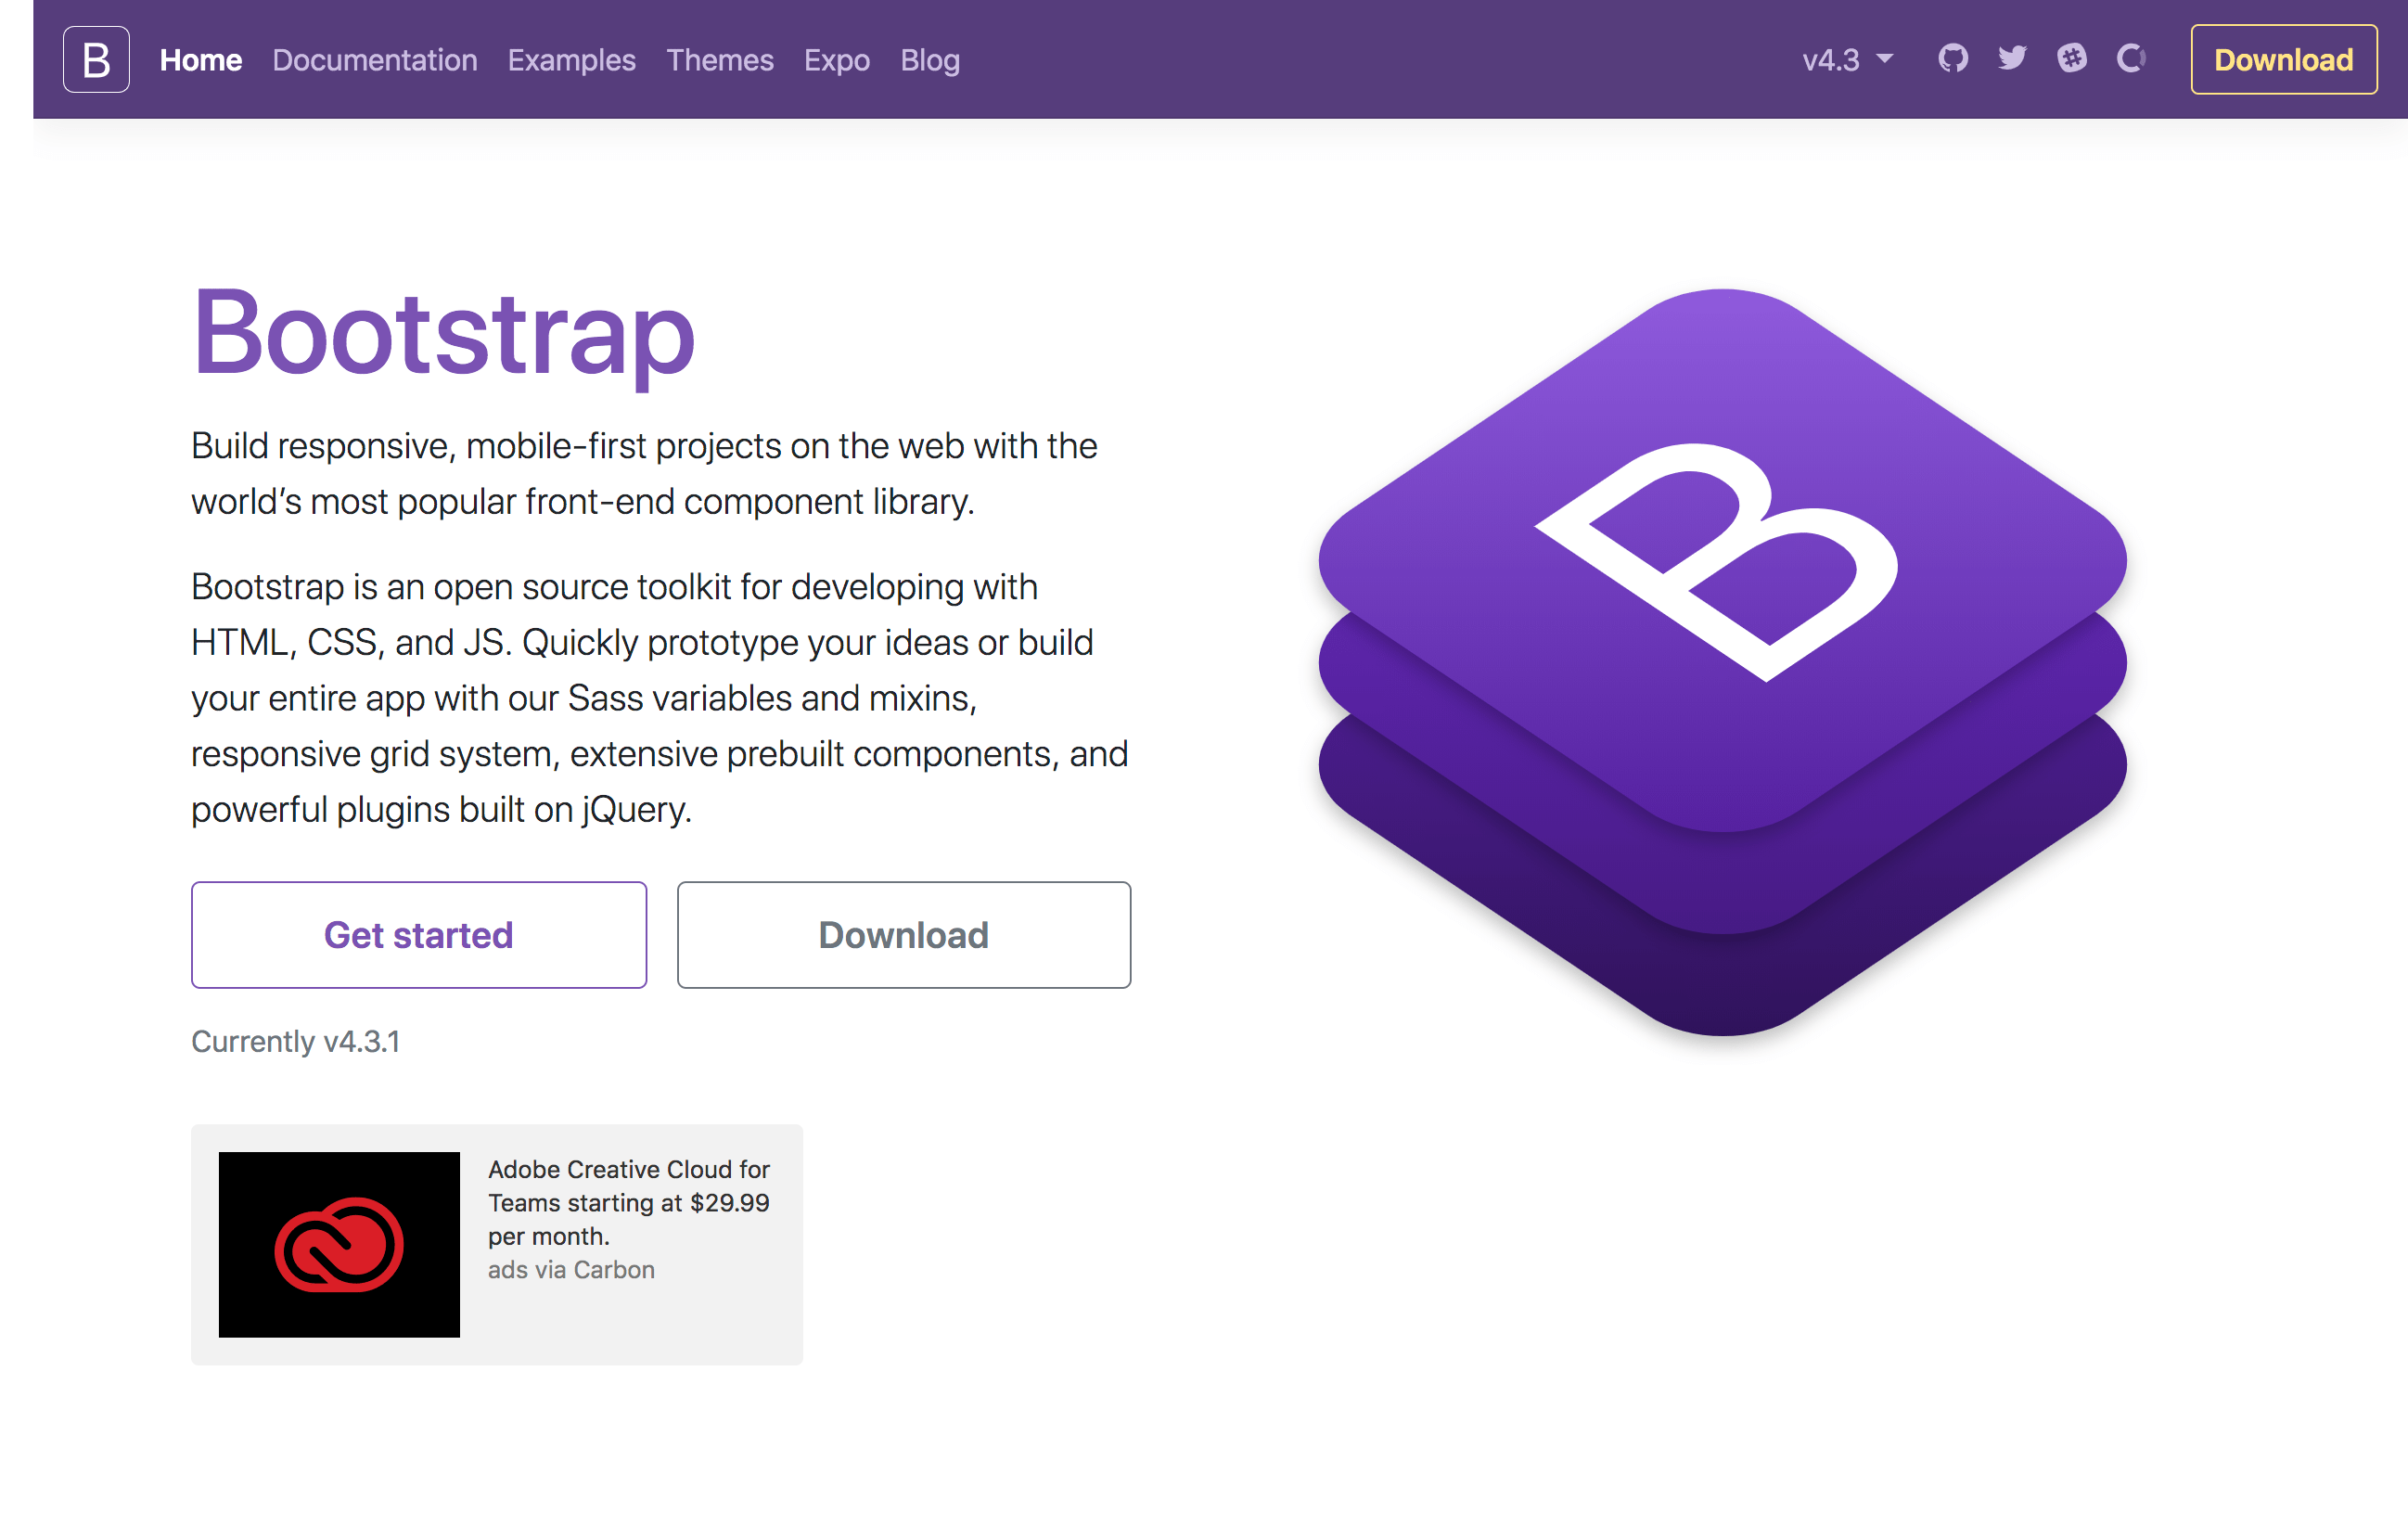 B Home Documentation Examples Themes Expo Blog v4.3 Download
Bootstrap
Build responsive, mobile-first projects on the web with the
world’s most popular front-end component library.
Bootstrap is an open source toolkit for developing with
HTML, CSS, and JS. Quickly prototype your ideas or build
your entire app with our Sass variables and mixins,
responsive grid system, extensive prebuilt components, and
powerful plugins built on jQuery.
Get started Download
Currently v4.3.1
B
Adobe Creative Cloud for
Teams starting at $29.99
per month.
ads via Carbon